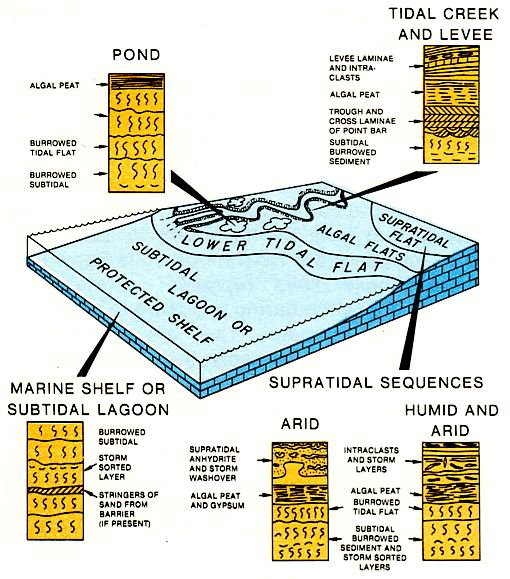 TIDAL CREEK
AND LEVEE
POND
LEVEE LAMINAE
AND INTRA-
CLASTS
ALGAL PEAT
TROUGH AND
CROSS LAMINAE
OF POINT BAR
SUBTIDAL
BURROWED
SEDIMENT
ALGAL PEAT
BURROWED
TIDAL FLAT
BURROWED
SUBTIDAL
SUPRATIDAL
FLAT
ALGAL FLATS
LOWER TIDAL FLAT
SUBTIDAL
LAGOON OR
PROTECTED SHELF
MARINE SHELF OR
SUBTIDAL LAGOON
BURROWED
SUBTIDAL
STORM
SORTED
LAYER
STRINGERS OF
SAND FROM
BARRIER
(IF PRESENT)
SUPRATIDAL SEQUENCES
ARID
SUPRATIDAL
ANHYDRITE
AND STORM
WASHOVER
ALGAL PEAT
AND GYPSUM
HUMID AND
ARID
INTRACLASTS
AND STORM
LAYERS
ALGAL PEAT
BURROWED
TIDAL FLAT
SUBTIDAL
BURROWED
SEDIMENT AND
STORM SORTED
LAYERS